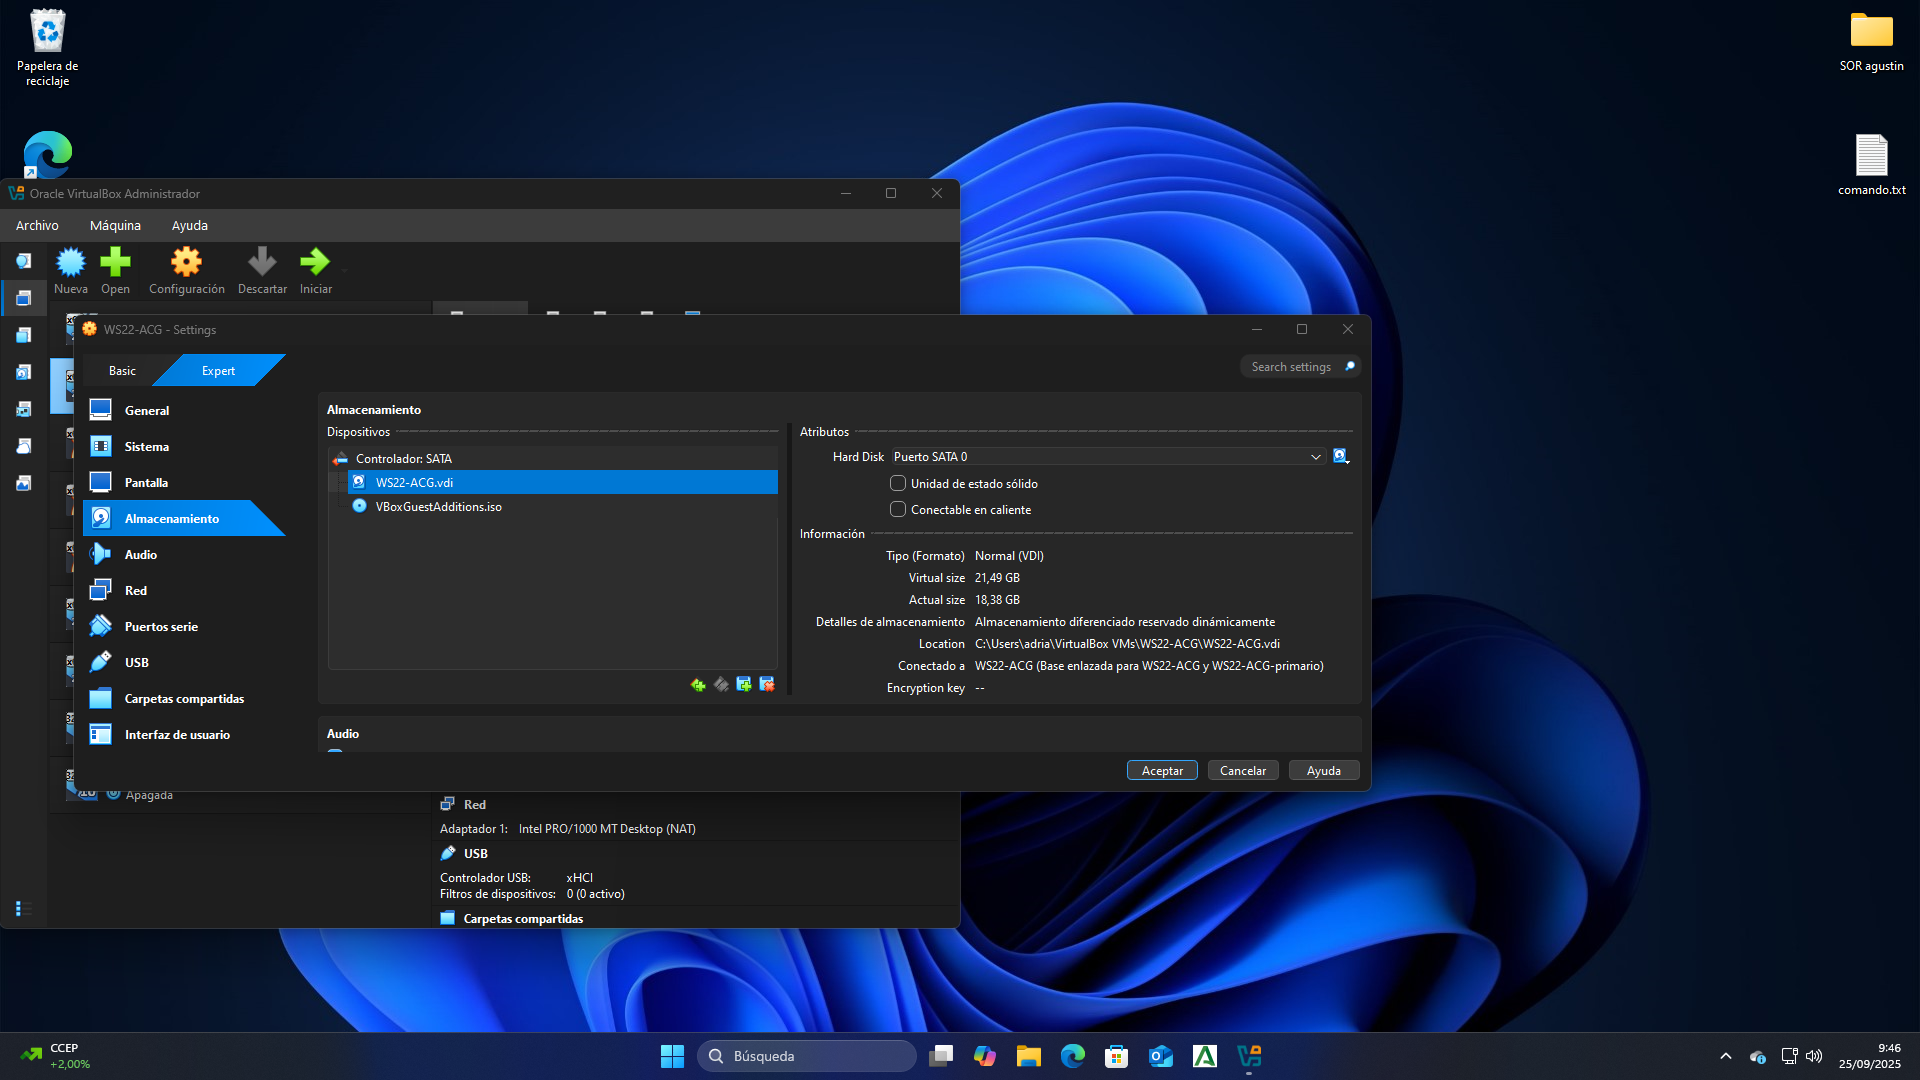 Papelera de
reciclaje
SOR agustin
comando.txt
Oracle VirtualBox Administrador
Archivo Máquina Ayuda
Nueva Open Configuración Descartar Iniciar
WS22-ACG - Settings
Basic Expert Search settings
General
Sistema
Pantalla
Almacenamiento
Audio
Red
Puertos serie
USB
Carpetas compartidas
Interfaz de usuario
Almacenamiento
Dispositivos
Controlador: SATA
WS22-ACG.vdi
VBoxGuestAdditions.iso
Atributos
Hard Disk Puerto SATA 0
Unidad de estado sólido
Conectable en caliente
Información
Tipo (Formato) Normal (VDI)
Virtual size 21,49 GB
Actual size 18,38 GB
Detalles de almacenamiento Almacenamiento diferenciado reservado dinámicamente
Location C:\Users\adria\VirtualBox VMs\WS22-ACG\WS22-ACG.vdi
Conectado a WS22-ACG (Base enlazada para WS22-ACG y WS22-ACG-primario)
Encryption key --
Audio
Aceptar Cancelar Ayuda
Apagada
Red
Adaptador 1: Intel PRO/1000 MT Desktop (NAT)
USB
Controlador USB: xHCI
Filtros de dispositivos: 0 (0 activo)
Carpetas compartidas
CCEP
+2,00%
Búsqueda
9:46
25/09/2025